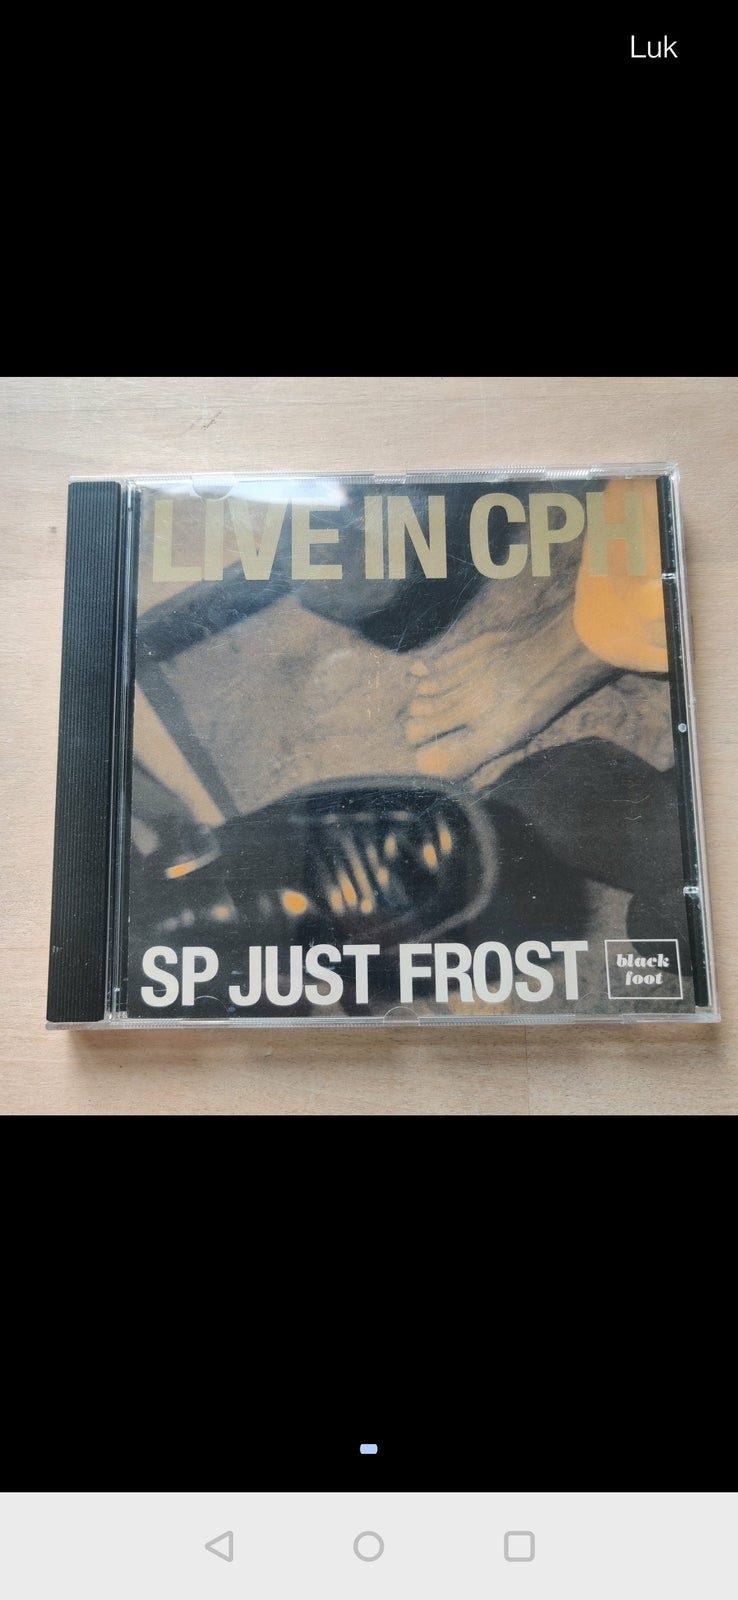 Luk
LIVE IN CPH
SP JUST FROST
black
foot